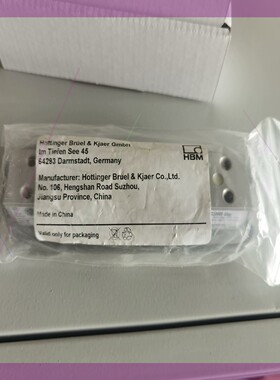 Hottinger Brüel & Kjaer GmbH
Im Tiefen See 45
64293 Darmstadt, Germany
HBM
Manufacturer: Hottinger Bruel & Kjaer Co.,Ltd.
No. 106, Hengshan Road Suzhou,
Jiangsu Province, China
Made in China
Valid only for packaging